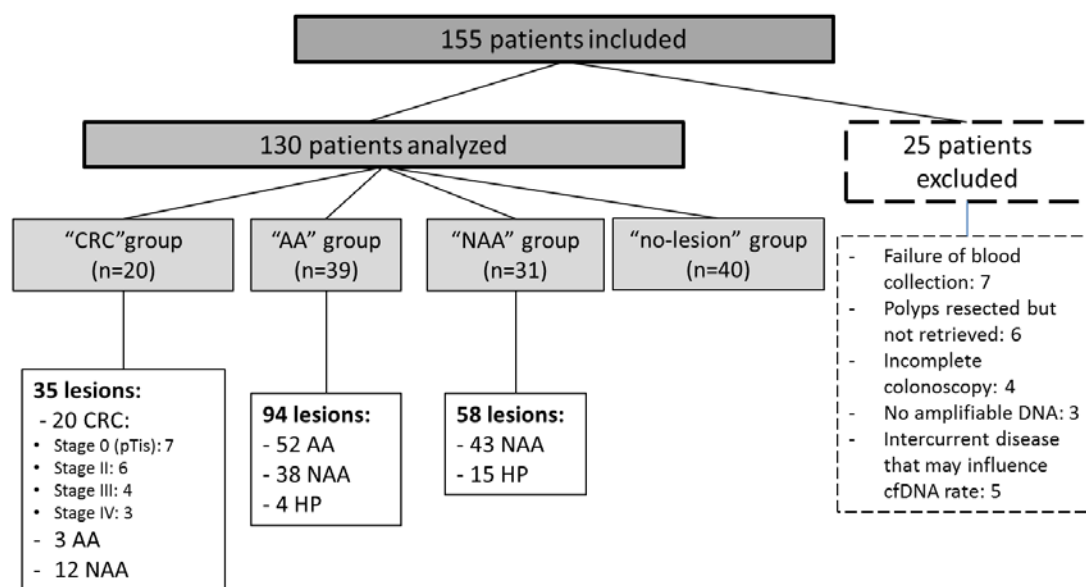 155 patients included
130 patients analyzed
25 patients
excluded
“CRC”group
(n=20)
“AA” group
(n=39)
“NAA” group
(n=31)
“no-lesion” group
(n=40)
- Failure of blood
collection: 7
- Polyps resected but
not retrieved: 6
- Incomplete
colonoscopy: 4
- No amplifiable DNA: 3
- Intercurrent disease
that may influence
cfDNA rate: 5
35 lesions:
- 20 CRC:
• Stage 0 (pTis): 7
• Stage II: 6
• Stage III: 4
• Stage IV: 3
- 3 AA
- 12 NAA
94 lesions:
- 52 AA
- 38 NAA
- 4 HP
58 lesions:
- 43 NAA
- 15 HP